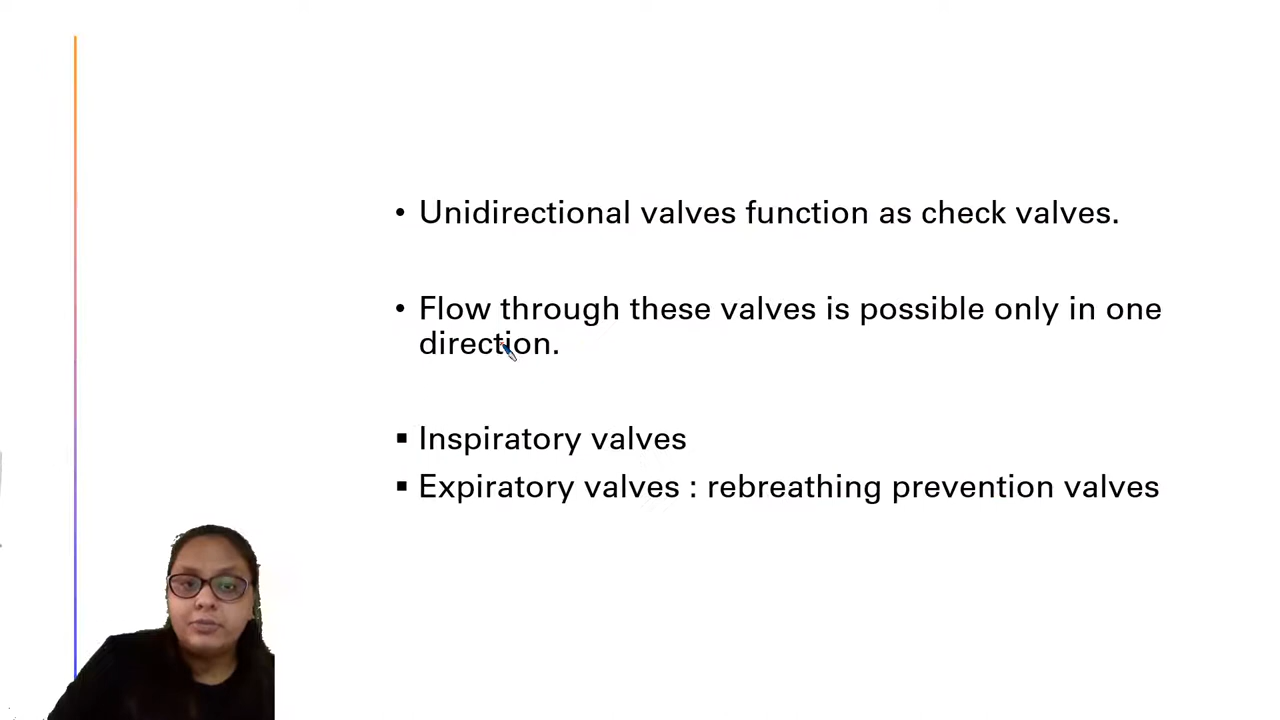 • Unidirectional valves function as check valves.
• Flow through these valves is possible only in one
direction.
▪ Inspiratory valves
▪ Expiratory valves : rebreathing prevention valves